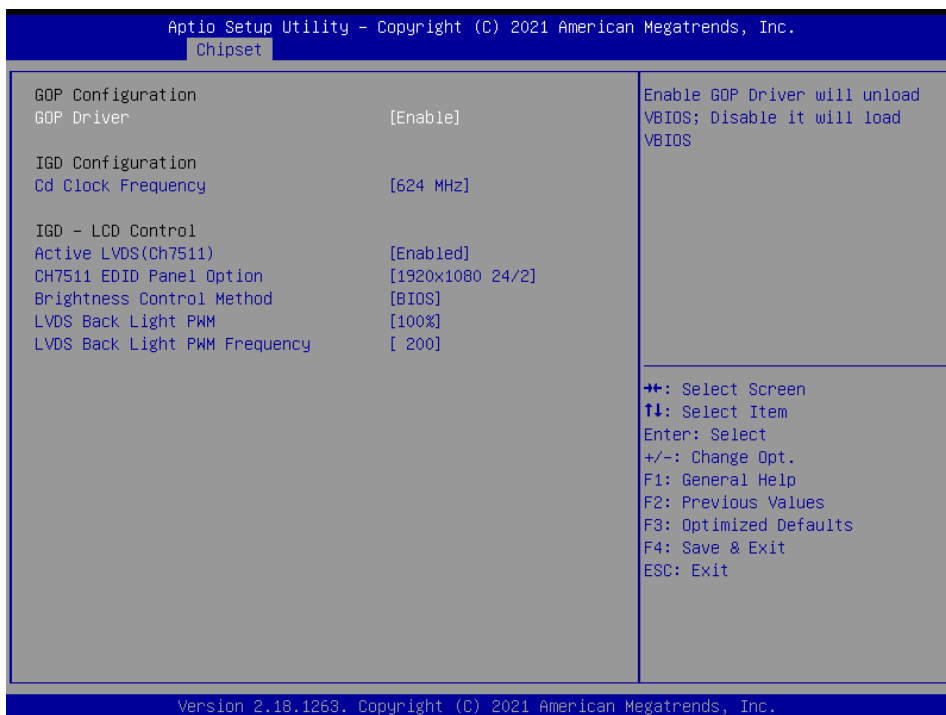 Aptio Setup Utility – Copyright (C) 2021 American Megatrends, Inc.
Chipset
GOP Configuration
GOP Driver [Enable]
IGD Configuration
Cd Clock Frequency [624 MHz]
IGD – LCD Control
Active LVDS(Ch7511) [Enabled]
CH7511 EDID Panel Option [1920x1080 24/2]
Brightness Control Method [BIOS]
LVDS Back Light PWM [100%]
LVDS Back Light PWM Frequency [ 200]
Enable GOP Driver will unload
VBIOS; Disable it will load
VBIOS
→←: Select Screen
↑↓: Select Item
Enter: Select
+/-: Change Opt.
F1: General Help
F2: Previous Values
F3: Optimized Defaults
F4: Save & Exit
ESC: Exit
Version 2.18.1263. Copyright (C) 2021 American Megatrends, Inc.